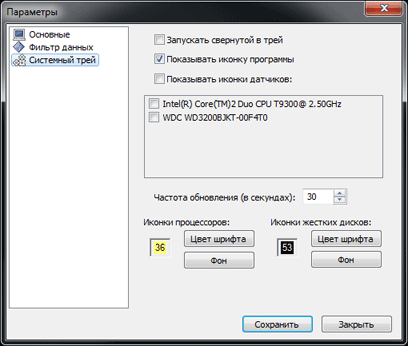 Параметры
Основные
Фильтр данных
Системный трей
Запускать свернутой в трей
Показывать иконку программы
Показывать иконки датчиков:
Intel(R) Core(TM)2 Duo CPU T9300@ 2.50GHz
WDC WD3200BJKT-00F4T0
Частота обновления (в секундах): 30
Иконки процессоров:
36
Цвет шрифта
Фон
Иконки жестких дисков:
53
Цвет шрифта
Фон
Сохранить
Закрыть